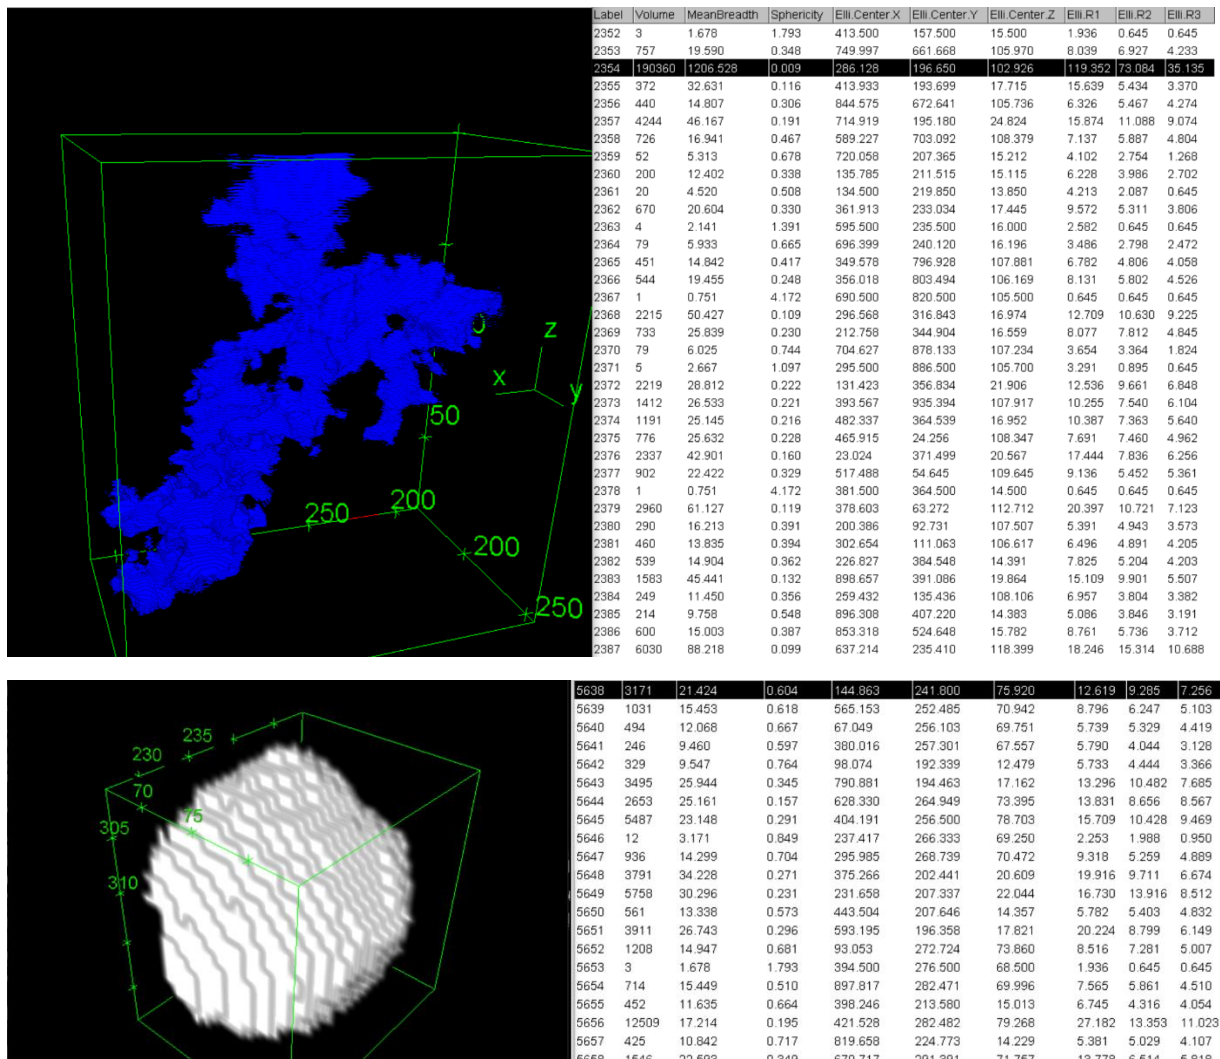 Label Volume MeanBreadth Sphericity Elli.Center.X Elli.Center.Y Elli.Center.Z Elli.R1 Elli.R2 Elli.R3
2352 3 1.678 1.793 413.500 157.500 15.500 1.936 0.645 0.645
2353 757 19.590 0.348 749.997 661.668 105.970 8.039 6.927 4.233
2354 190360 1206.528 0.009 286.128 196.650 102.926 119.352 73.084 35.135
2355 372 32.631 0.116 413.933 193.699 17.715 15.639 5.434 3.370
2356 440 14.807 0.306 844.575 672.641 105.736 6.326 5.467 4.274
2357 4244 46.167 0.191 714.919 195.180 24.824 15.874 11.088 9.074
2358 726 16.941 0.467 589.227 703.092 108.379 7.137 5.887 4.804
2359 52 5.313 0.678 720.058 207.365 15.212 4.102 2.754 1.268
2360 200 12.402 0.338 135.785 211.515 15.115 6.228 3.986 2.702
2361 20 4.520 0.508 134.500 219.850 13.850 4.213 2.087 0.645
2362 670 20.604 0.330 361.913 233.034 17.445 9.572 5.311 3.806
2363 4 2.141 1.391 595.500 235.500 16.000 2.582 0.645 0.645
2364 79 5.933 0.665 696.399 240.120 16.196 3.486 2.798 2.472
2365 451 14.842 0.417 349.578 796.928 107.881 6.782 4.806 4.058
2366 544 19.455 0.248 356.018 803.494 106.169 8.131 5.802 4.526
2367 1 0.751 4.172 690.500 820.500 105.500 0.645 0.645 0.645
2368 2215 50.427 0.109 296.568 316.843 16.974 12.709 10.630 9.225
2369 733 25.839 0.230 212.758 344.904 16.559 8.077 7.812 4.845
2370 79 6.025 0.744 704.627 878.133 107.234 3.654 3.364 1.824
2371 5 2.667 1.097 295.500 886.500 105.700 3.291 0.895 0.645
2372 2219 28.812 0.222 131.423 356.834 21.906 12.536 9.661 6.848
2373 1412 26.533 0.221 393.567 935.394 107.917 10.255 7.540 6.104
2374 1191 25.145 0.216 482.337 364.539 16.952 10.387 7.363 5.640
2375 776 25.632 0.228 465.915 24.256 108.347 7.691 7.460 4.962
2376 2337 42.901 0.160 23.024 371.499 20.567 17.444 7.836 6.256
2377 902 22.422 0.329 517.488 54.645 109.645 9.136 5.452 5.361
2378 1 0.751 4.172 381.500 364.500 14.500 0.645 0.645 0.645
2379 2960 61.127 0.119 378.603 63.272 112.712 20.397 10.721 7.123
2380 290 16.213 0.391 200.386 92.731 107.507 5.391 4.943 3.573
2381 460 13.835 0.394 302.654 111.063 106.617 6.496 4.891 4.205
2382 539 14.904 0.362 226.827 384.548 14.391 7.825 5.204 4.203
2383 1583 45.441 0.132 898.657 391.086 19.864 15.109 9.901 5.507
2384 249 11.450 0.356 259.432 135.436 108.106 6.957 3.804 3.382
2385 214 9.758 0.548 896.308 407.220 14.383 5.086 3.846 3.191
2386 600 15.003 0.387 853.318 524.648 15.782 8.761 5.736 3.712
2387 6030 88.218 0.099 637.214 235.410 118.399 18.246 15.314 10.688
z
x
y
50
250
200
200
250
5638 3171 21.424 0.604 144.863 241.800 75.920 12.619 9.285 7.256
5639 1031 15.453 0.618 565.153 252.485 70.942 8.796 6.247 5.103
5640 494 12.068 0.667 67.049 256.103 69.751 5.739 5.329 4.419
5641 246 9.460 0.597 380.016 257.301 67.557 5.790 4.044 3.128
5642 329 9.547 0.764 98.074 192.339 12.479 5.733 4.444 3.366
5643 3495 25.944 0.345 790.881 194.463 17.162 13.296 10.482 7.685
5644 2653 25.161 0.157 628.330 264.949 73.395 13.831 8.656 8.567
5645 5487 23.148 0.291 404.191 256.500 78.703 15.709 10.428 9.469
5646 12 3.171 0.849 237.417 266.333 69.250 2.253 1.988 0.950
5647 936 14.299 0.704 295.985 268.739 70.472 9.318 5.259 4.889
5648 3791 34.228 0.271 375.266 202.441 20.609 19.916 9.711 6.674
5649 5758 30.296 0.231 231.658 207.337 22.044 16.730 13.916 8.512
5650 561 13.338 0.573 443.504 207.646 14.357 5.782 5.403 4.832
5651 3911 26.743 0.296 593.195 196.358 17.821 20.224 8.799 6.149
5652 1208 14.947 0.681 93.053 272.724 73.860 8.516 7.281 5.007
5653 3 1.678 1.793 394.500 276.500 68.500 1.936 0.645 0.645
5654 714 15.449 0.510 897.817 282.471 69.996 7.565 5.861 4.510
5655 452 11.635 0.664 398.246 213.580 15.013 6.745 4.316 4.054
5656 12509 17.214 0.195 421.528 282.482 79.268 27.182 13.353 11.023
5657 425 10.842 0.717 819.658 224.773 14.229 5.381 5.029 4.107
235
230
70
75
305
310